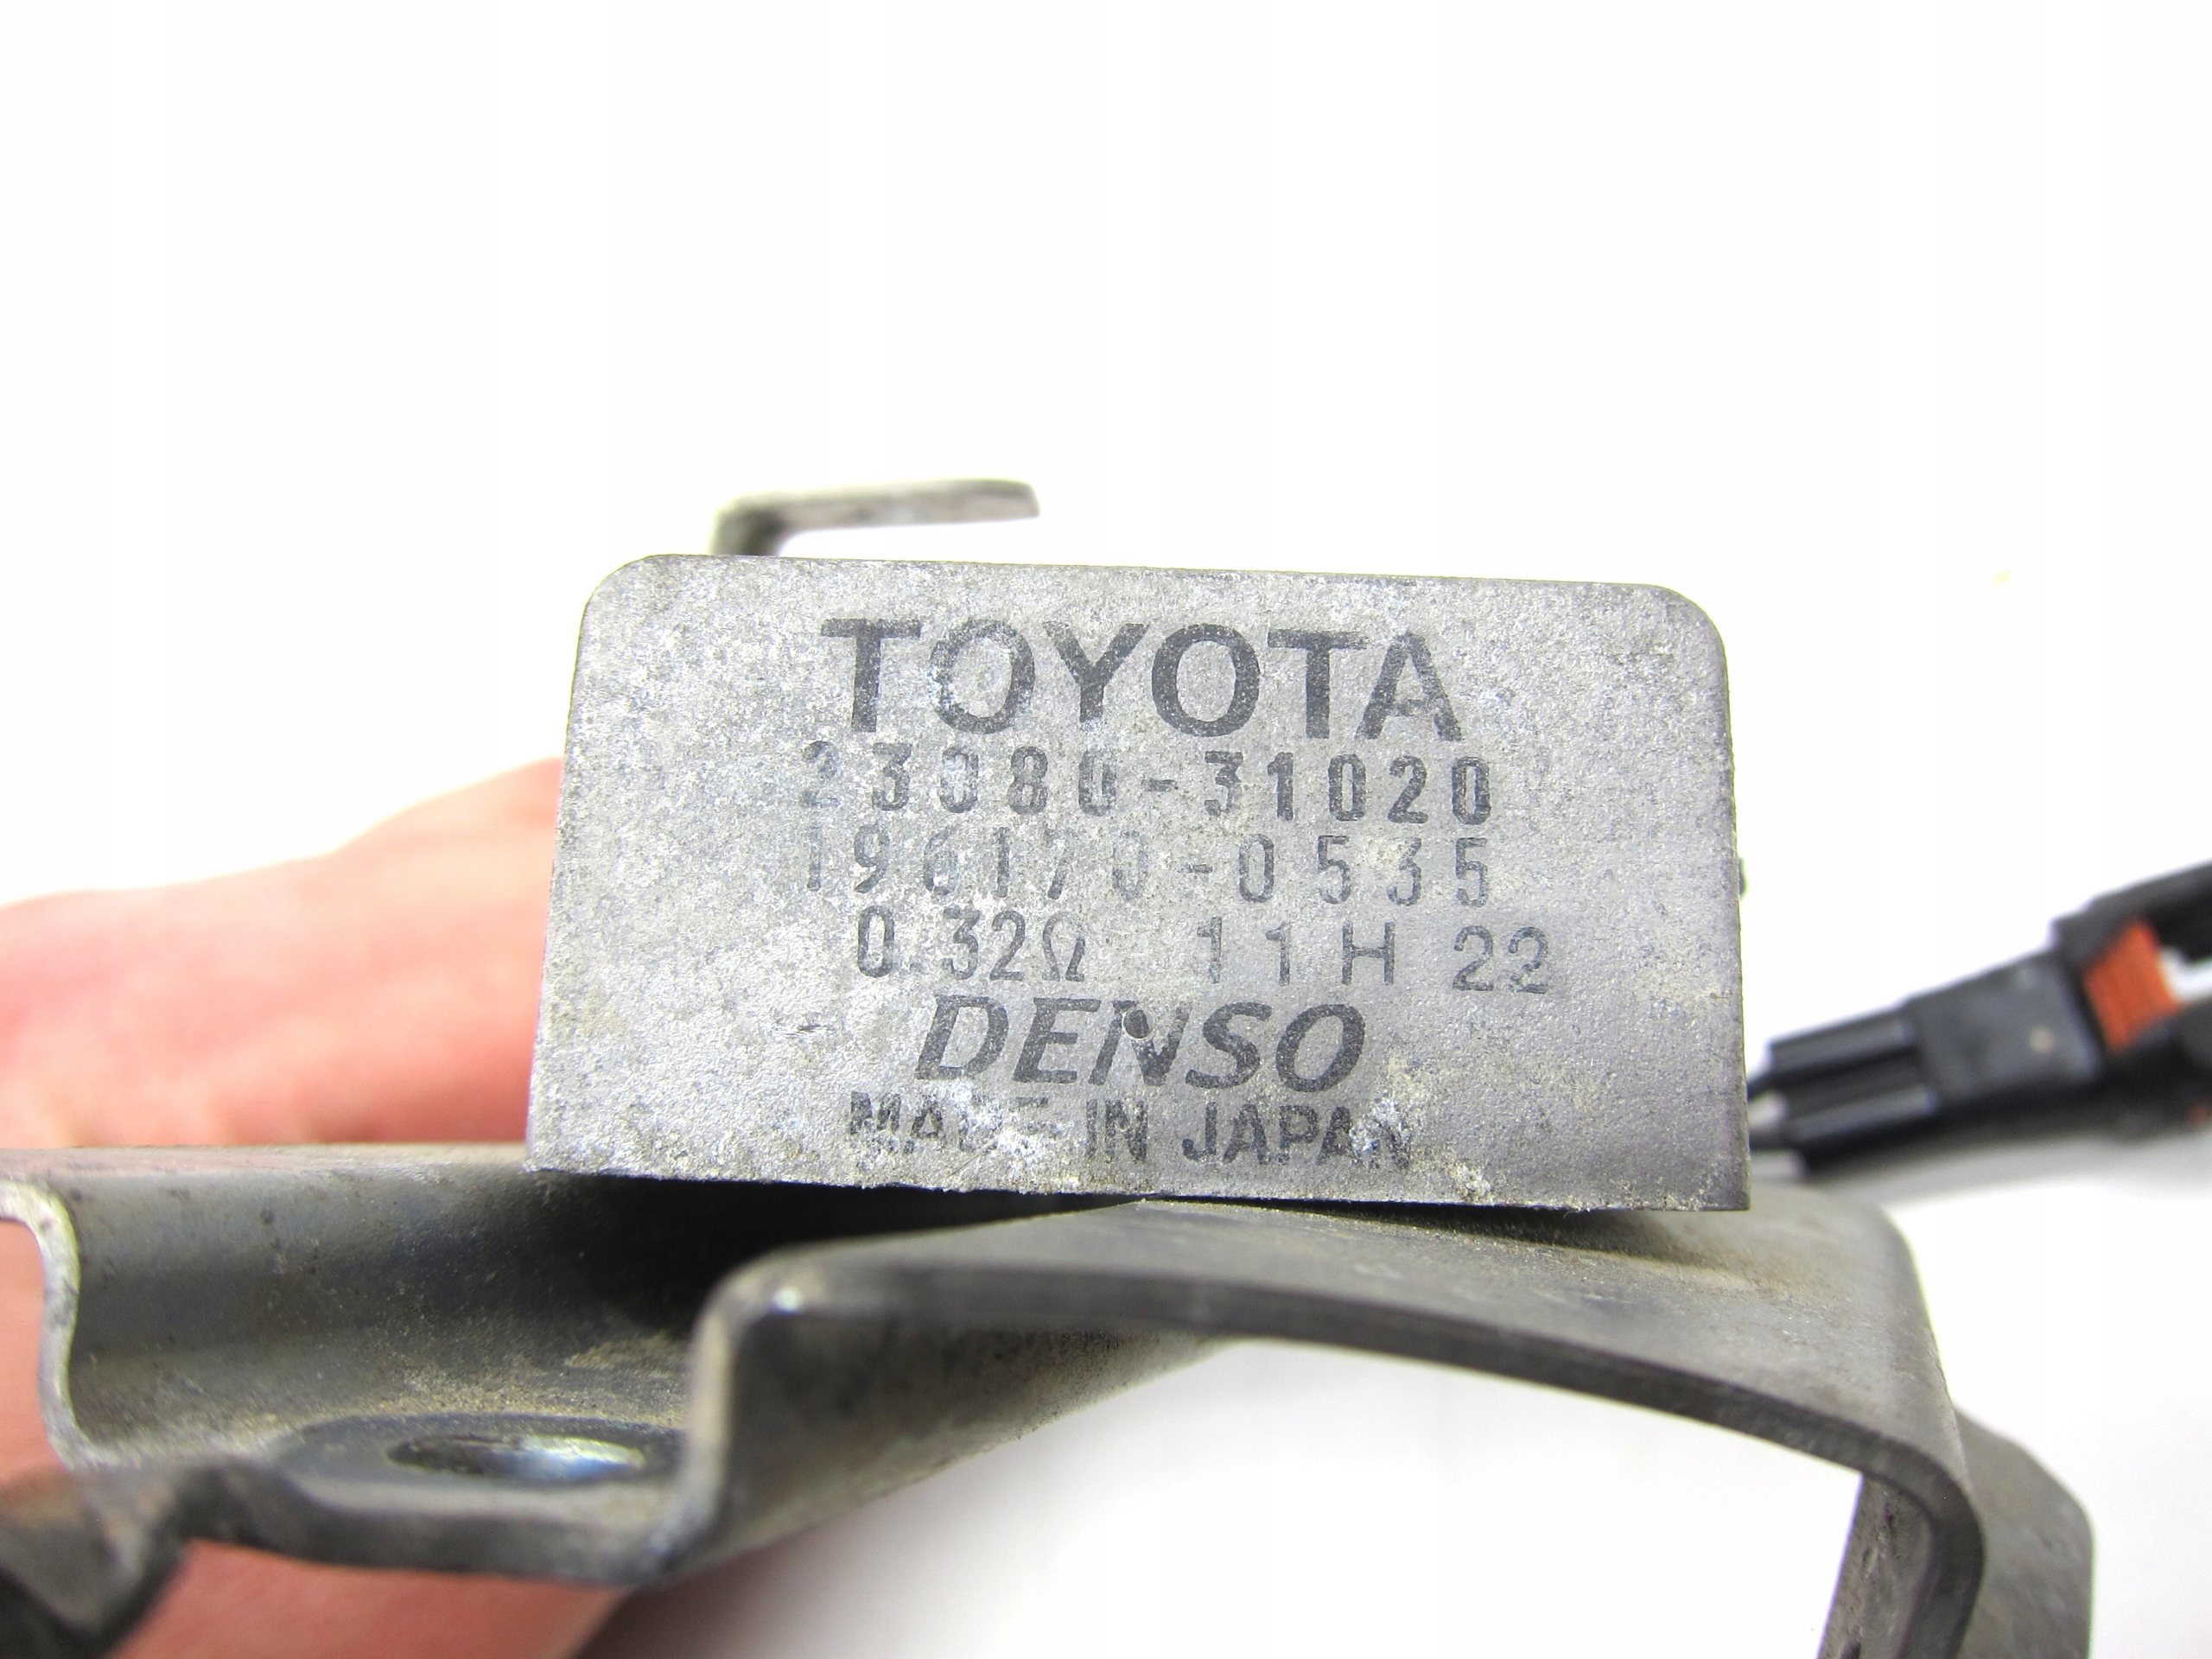 TOYOTA
23080-31020
196170-0535
0.32Ω 11H 22
DENSO
MADE IN JAPAN